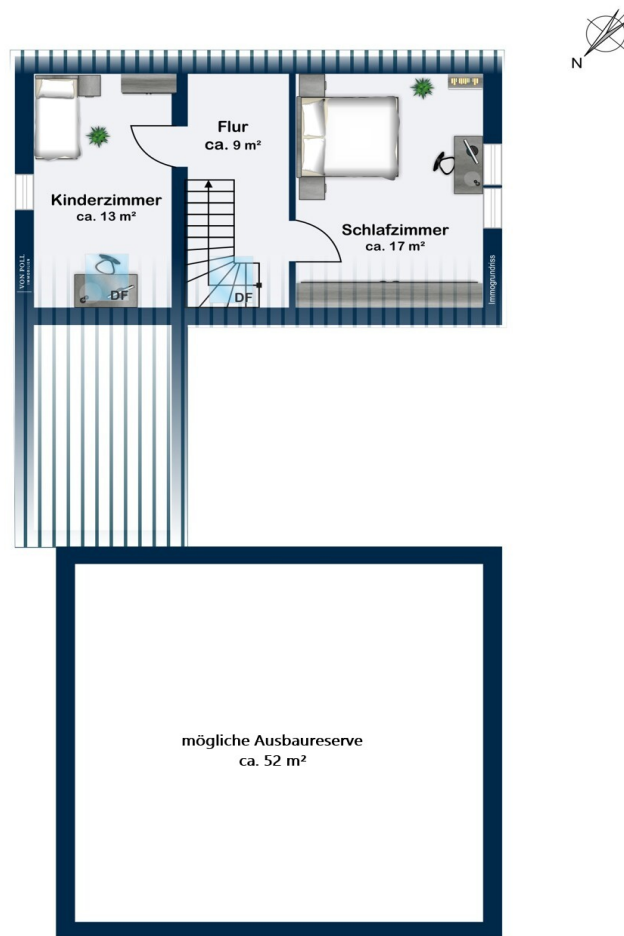 N
Flur
ca. 9 m²
Kinderzimmer
ca. 13 m²
Schlafzimmer
ca. 17 m²
DF
DF
VON POLL
IMMOBILIEN
Immogrundriss
mögliche Ausbaureserve
ca. 52 m²